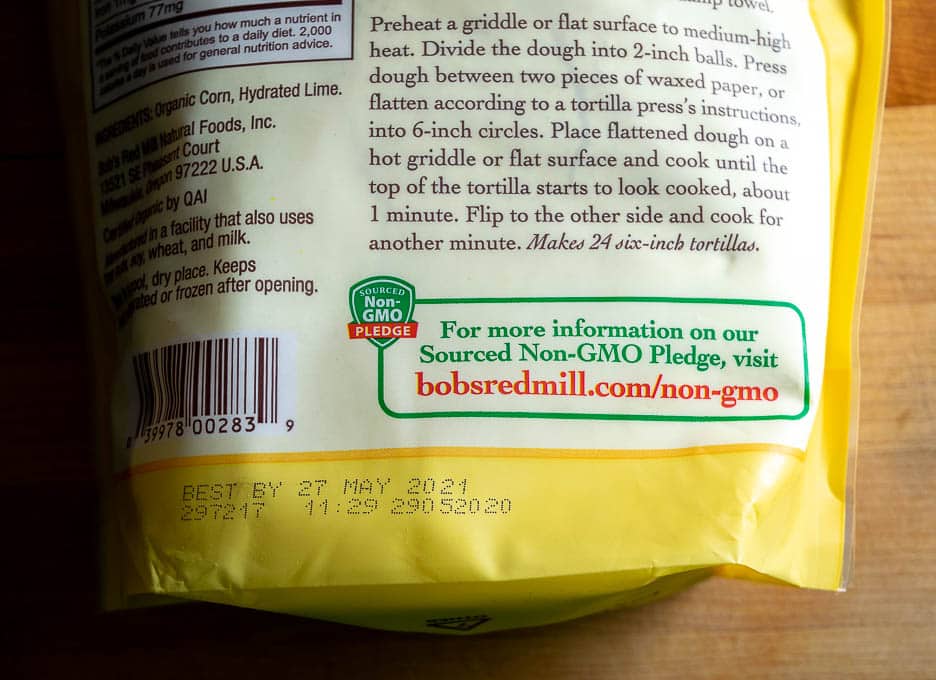 Potassium 77mg
*The % Daily Value tells you how much a nutrient in
a serving of food contributes to a daily diet. 2,000
calories a day is used for general nutrition advice.
INGREDIENTS: Organic Corn, Hydrated Lime.
Bob's Red Mill Natural Foods, Inc.
13521 SE Pheasant Court
Milwaukie, Oregon 97222 U.S.A.
Certified Organic by QAI
Manufactured in a facility that also uses
soy, wheat, and milk.
cool, dry place. Keeps
or frozen after opening.
39978 00283 9
towel.
Preheat a griddle or flat surface to medium-high
heat. Divide the dough into 2-inch balls. Press
dough between two pieces of waxed paper, or
flatten according to a tortilla press's instructions,
into 6-inch circles. Place flattened dough on a
hot griddle or flat surface and cook until the
top of the tortilla starts to look cooked, about
1 minute. Flip to the other side and cook for
another minute. Makes 24 six-inch tortillas.
SOURCED
Non-
GMO
PLEDGE
For more information on our
Sourced Non-GMO Pledge, visit
bobsredmill.com/non-gmo
BEST BY 27 MAY 2021
297217 11:29 29052020